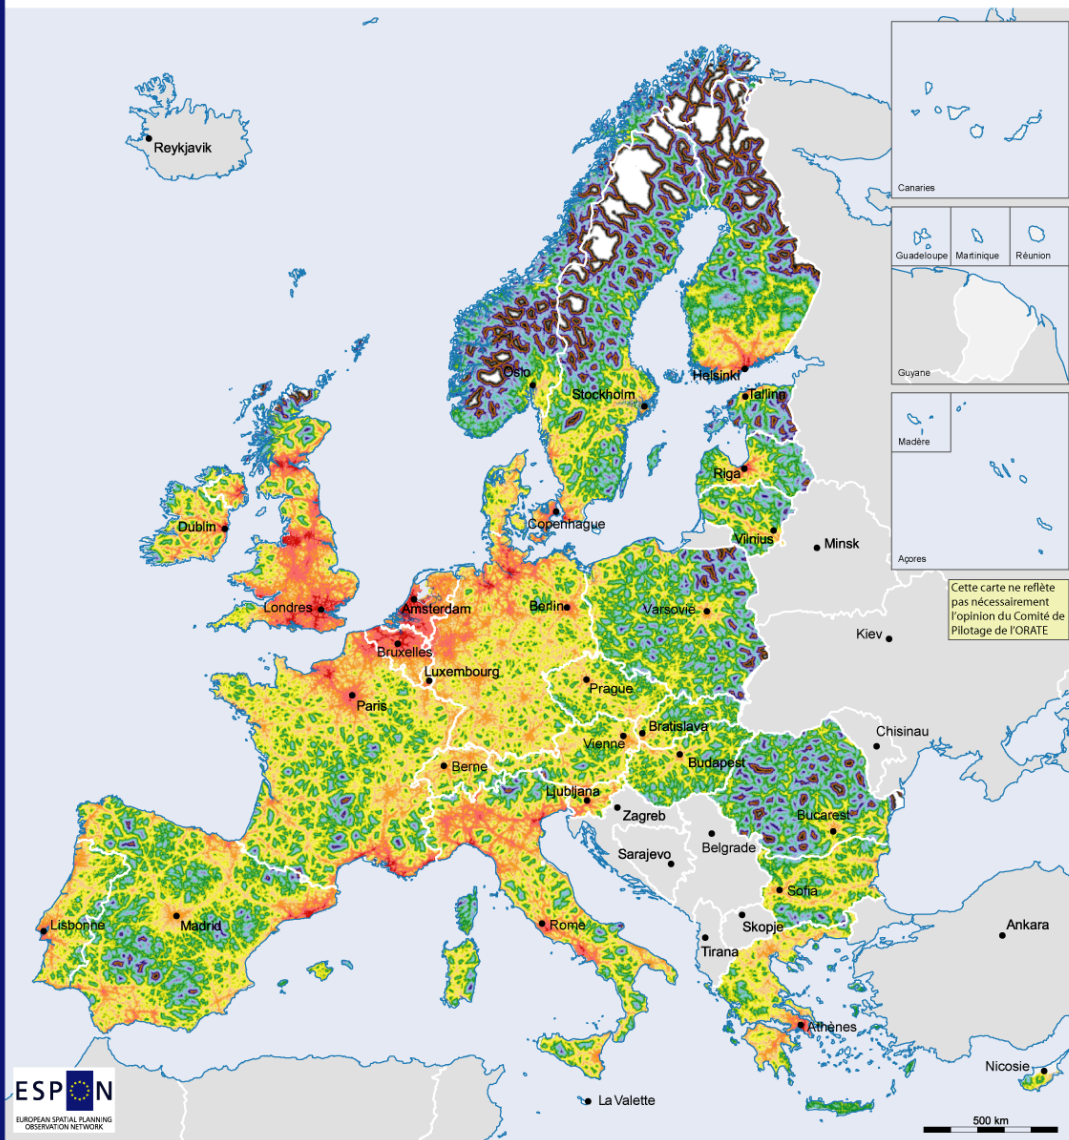 Reykjavik
Canaries
Guadeloupe
Martinique
Réunion
Guyane
Oslo
Helsinki
Stockholm
Tallinn
Madère
Riga
Dublin
Copenhague
Vilnius
Minsk
Açores
Cette carte ne reflète
pas nécessairement
l'opinion du Comité de
Pilotage de l'ORATE
Londres
Amsterdam
Berlin
Varsovie
Kiev
Bruxelles
Luxembourg
Prague
Paris
Bratislava
Vienne
Chisinau
Budapest
Berne
Ljubljana
Zagreb
Bucarest
Belgrade
Sarajevo
Sofia
Lisbonne
Madrid
Rome
Skopje
Ankara
Tirana
Athènes
Nicosie
La Valette
ESPON
EUROPEAN SPATIAL PLANNING
OBSERVATION NETWORK
500 km